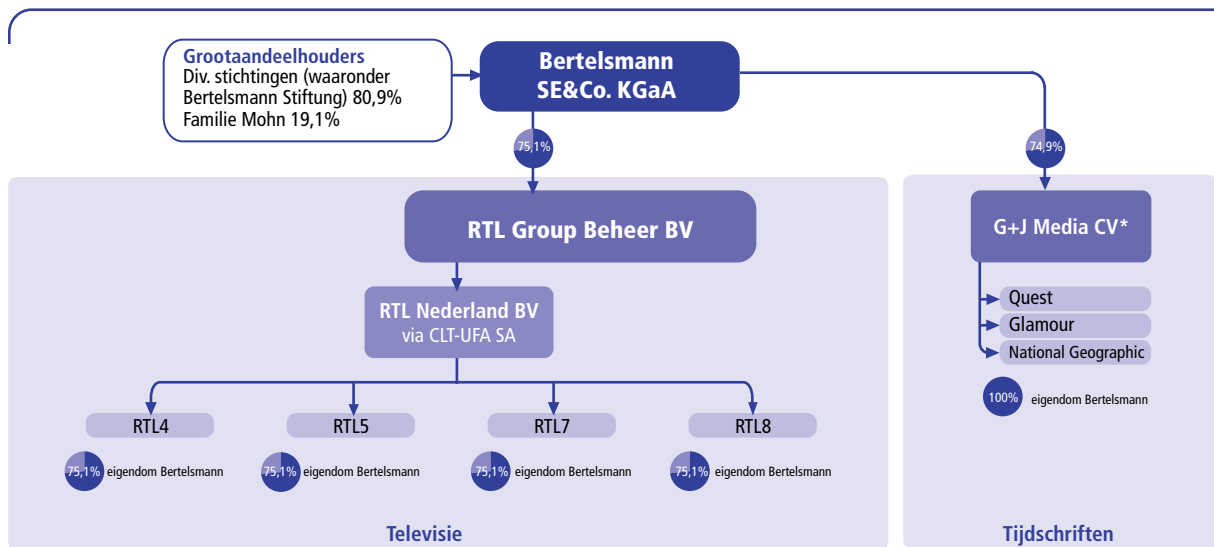 Grootaandeelhouders
Div. stichtingen (waaronder
Bertelsmann Stiftung) 80,9%
Familie Mohn 19,1%
Bertelsmann
SE&Co. KGaA
75,1%
74,9%
RTL Group Beheer BV
G+J Media CV*
RTL Nederland BV
via CLT-UFA SA
Quest
Glamour
National Geographic
100% eigendom Bertelsmann
RTL4
RTL5
RTL7
RTL8
75,1% eigendom Bertelsmann
75,1% eigendom Bertelsmann
75,1% eigendom Bertelsmann
75,1% eigendom Bertelsmann
Televisie
Tijdschriften